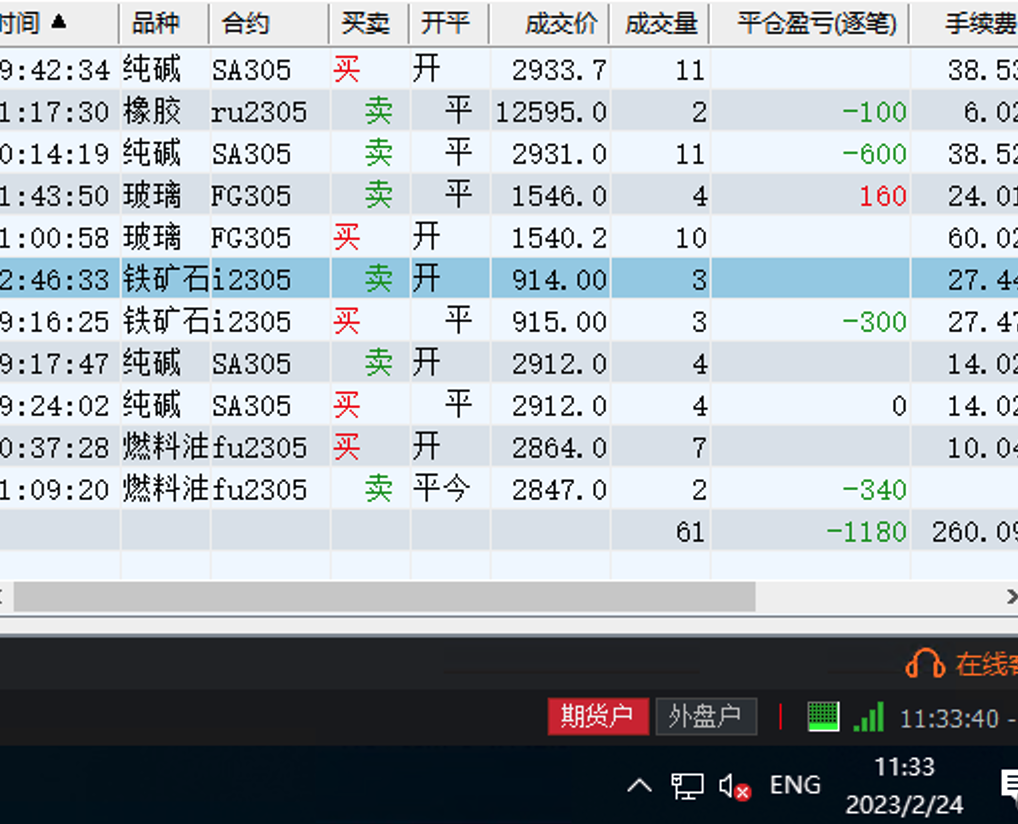 时间 ▲ 品种 合约 买卖 开平 成交价 成交量 平仓盈亏(逐笔) 手续费
9:42:34 纯碱 SA305 买 开 2933.7 11 38.53
1:17:30 橡胶 ru2305 卖 平 12595.0 2 -100 6.02
0:14:19 纯碱 SA305 卖 平 2931.0 11 -600 38.52
1:43:50 玻璃 FG305 卖 平 1546.0 4 160 24.01
1:00:58 玻璃 FG305 买 开 1540.2 10 60.02
2:46:33 铁矿石 i2305 卖 开 914.00 3 27.44
9:16:25 铁矿石 i2305 买 平 915.00 3 -300 27.47
9:17:47 纯碱 SA305 卖 开 2912.0 4 14.02
9:24:02 纯碱 SA305 买 平 2912.0 4 0 14.02
0:37:28 燃料油 fu2305 买 开 2864.0 7 10.04
1:09:20 燃料油 fu2305 卖 平今 2847.0 2 -340
61 -1180 260.09
在线客
期货户 外盘户 11:33:40 -
ENG 11:33
2023/2/24